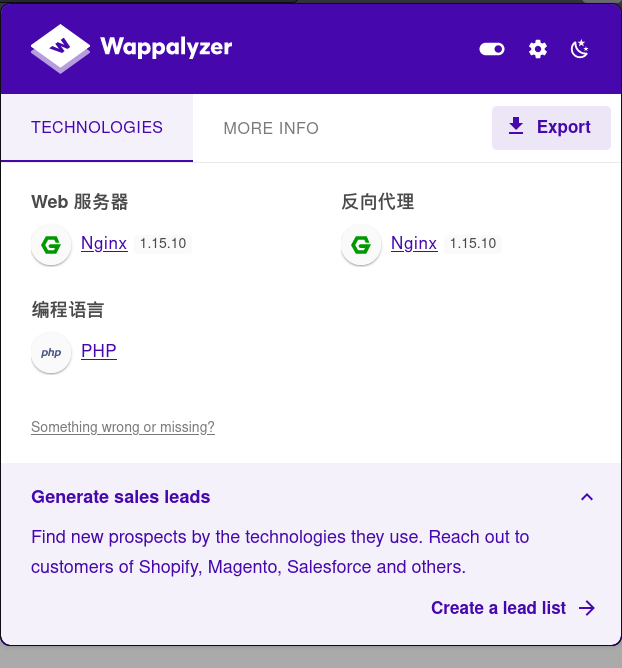 Wappalyzer
TECHNOLOGIES
MORE INFO
Export
Web 服务器
Nginx 1.15.10
反向代理
Nginx 1.15.10
编程语言
php PHP
Something wrong or missing?
Generate sales leads
Find new prospects by the technologies they use. Reach out to
customers of Shopify, Magento, Salesforce and others.
Create a lead list